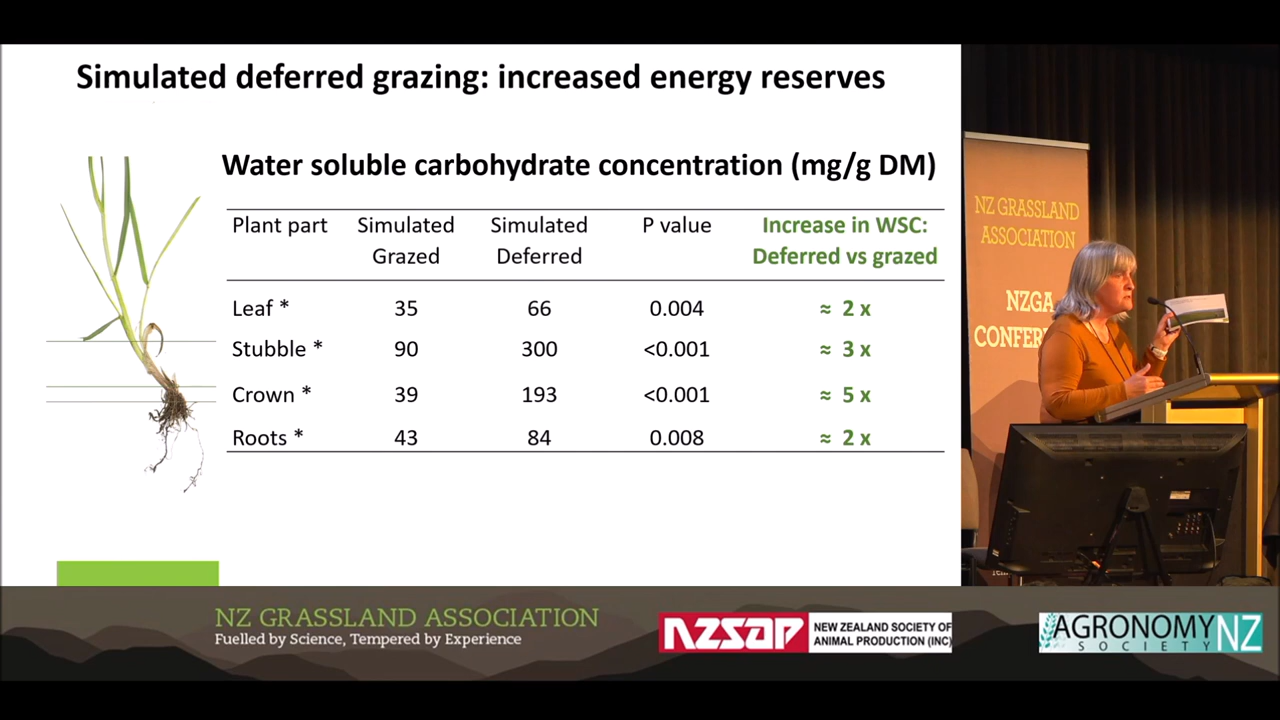 Simulated deferred grazing: increased energy reserves
Water soluble carbohydrate concentration (mg/g DM)
Plant part Simulated Grazed Simulated Deferred P value Increase in WSC: Deferred vs grazed
Leaf * 35 66 0.004 ≈ 2 x
Stubble * 90 300 <0.001 ≈ 3 x
Crown * 39 193 <0.001 ≈ 5 x
Roots * 43 84 0.008 ≈ 2 x
NZ GRASSLAND
ASSOCIATION
NZGA
NZ GRASSLAND ASSOCIATION
Fuelled by Science, Tempered by Experience
NZSAP
NEW ZEALAND SOCIETY OF
ANIMAL PRODUCTION (INC)
AGRONOMY NZ
SOCIETY